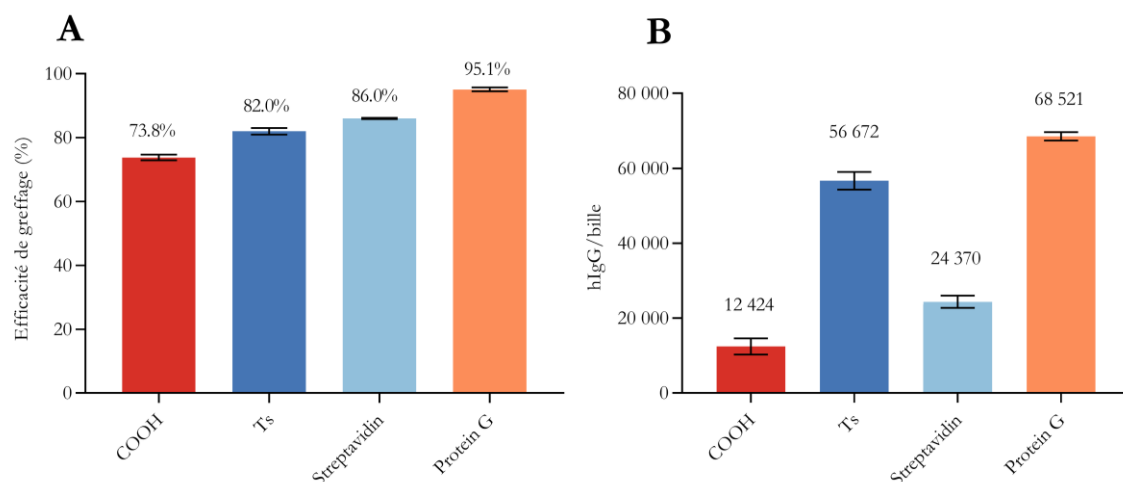 A
Efficacité de greffage (%)
100
80
60
40
20
0
73.8%
82.0%
86.0%
95.1%
COOH
Ts
Streptavidin
Protein G
B
hIgG/bille
80 000
60 000
40 000
20 000
0
12 424
56 672
24 370
68 521
COOH
Ts
Streptavidin
Protein G